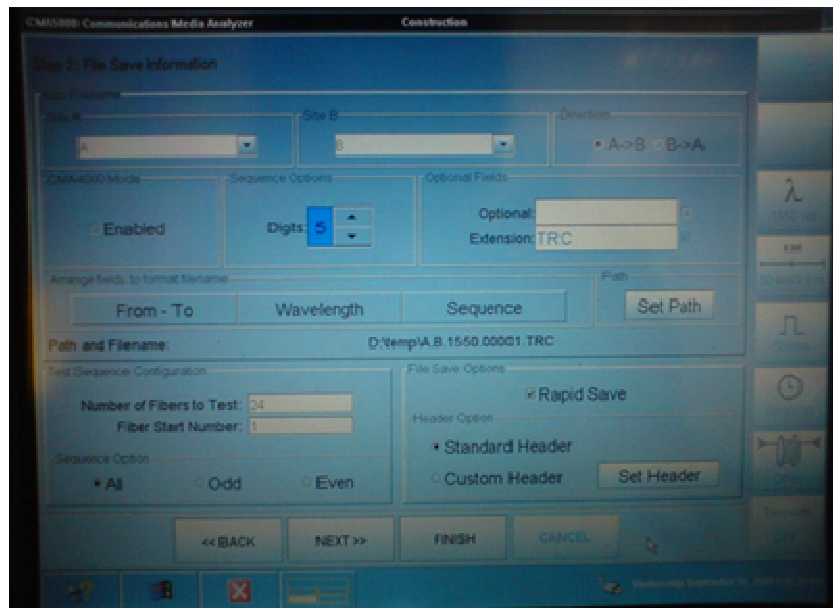 CMA5000: Communications Media Analyzer Construction
Step 2: File Save Information
Auto Filename
Site A Site B Direction
A B A->B B->A
CMA4000 Mode Sequence Options Optional Fields
Enabled Digits: 5 Optional:
Extension: TRC
Arrange fields to format filename Path
From - To Wavelength Sequence Set Path
Path and Filename: D:\temp\A.B.1550.00001.TRC
Test Sequence Configuration File Save Options
Number of Fibers to Test: 24 Rapid Save
Fiber Start Number: 1 Header Option
Standard Header
Sequence Option
All Odd Even Custom Header Set Header
<< BACK NEXT >> FINISH CANCEL
λ
1550 nm
KMR
Template